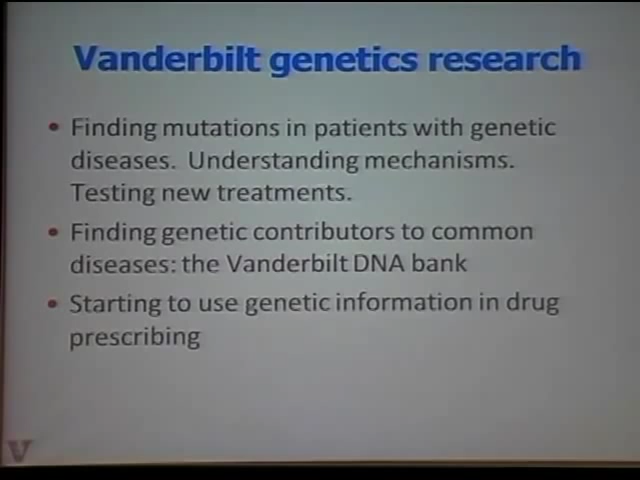 Vanderbilt genetics research
• Finding mutations in patients with genetic
diseases. Understanding mechanisms.
Testing new treatments.
• Finding genetic contributors to common
diseases: the Vanderbilt DNA bank
• Starting to use genetic information in drug
prescribing
V